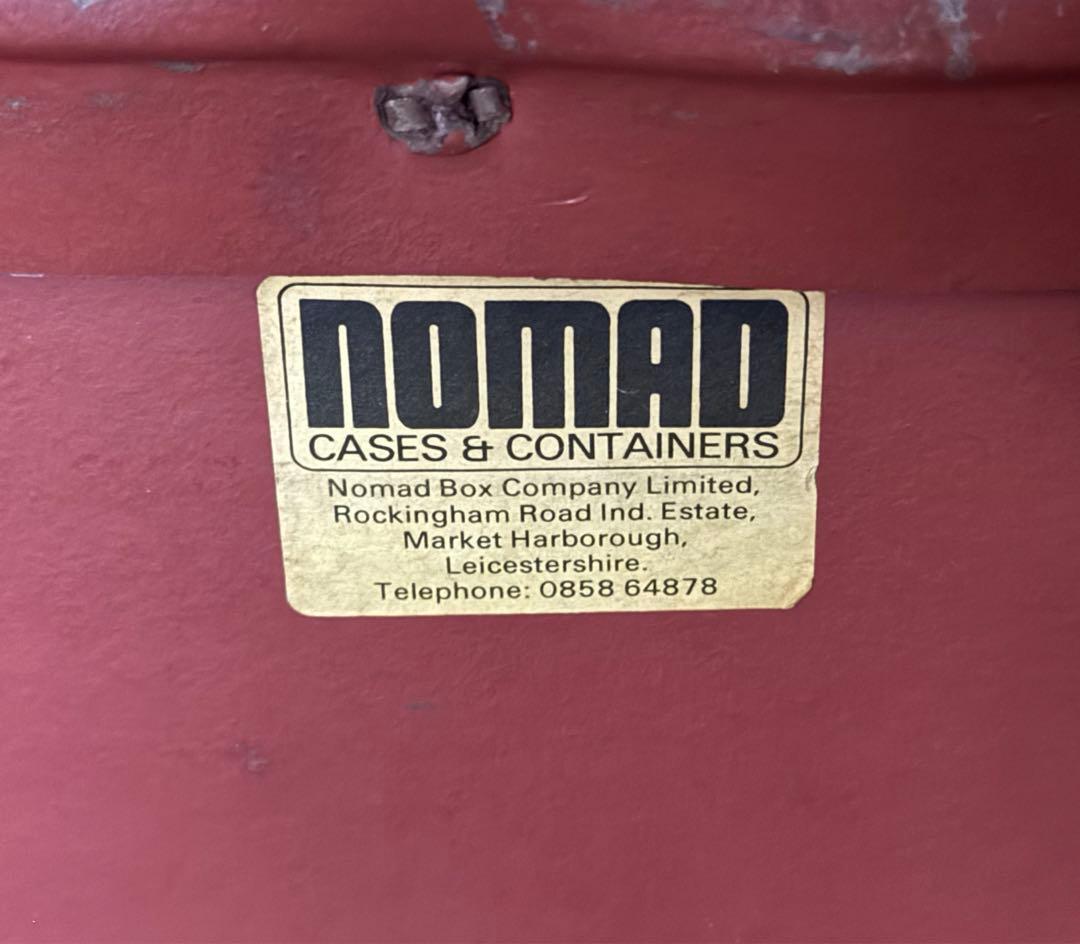 NOMAD
CASES & CONTAINERS
Nomad Box Company Limited,
Rockingham Road Ind. Estate,
Market Harborough,
Leicestershire.
Telephone: 0858 64878